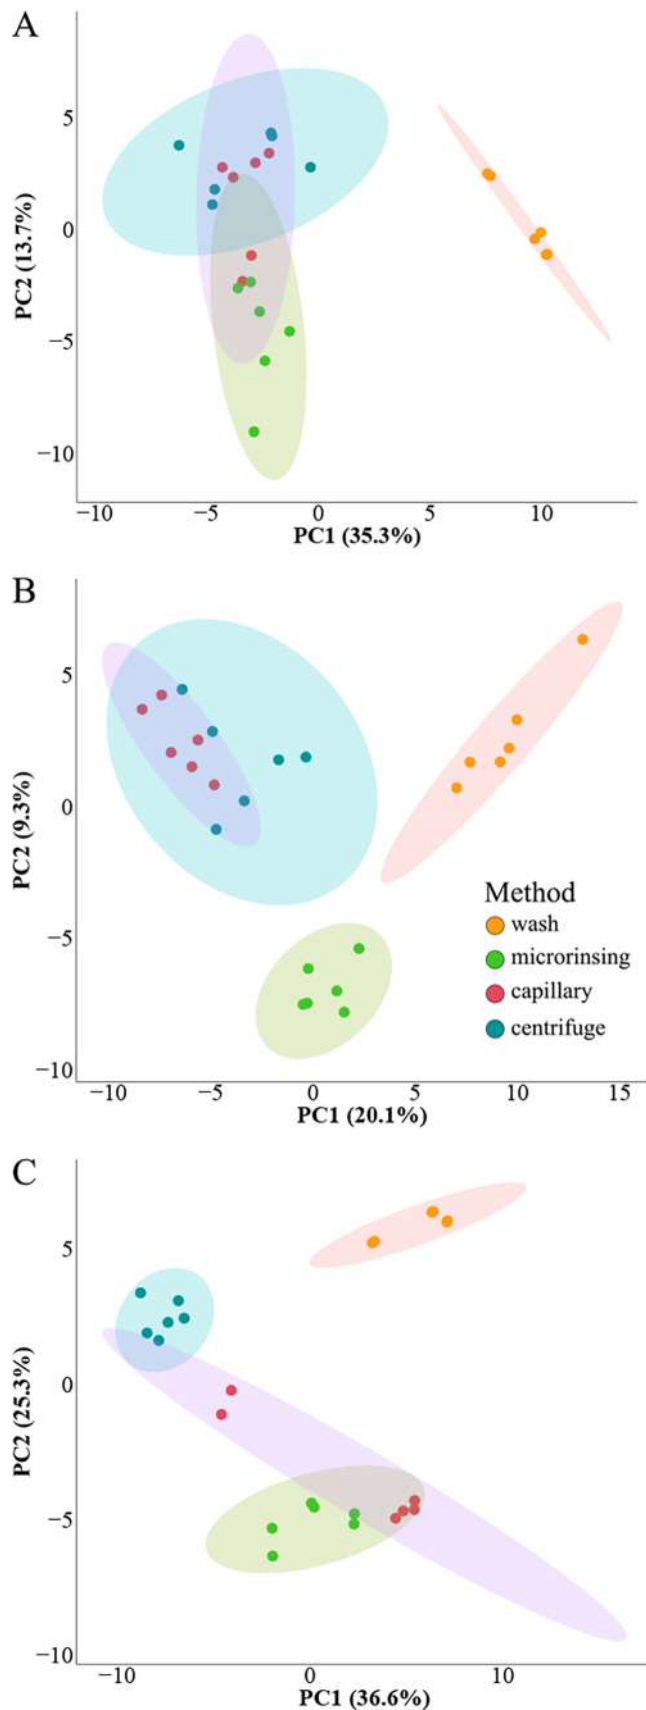 A
5
0
−5
−10
PC2 (13.7%)
−10 −5 0 5 10
PC1 (35.3%)
B
5
0
−5
−10
PC2 (9.3%)
Method
wash
microrinsing
capillary
centrifuge
−10 −5 0 5 10 15
PC1 (20.1%)
C
5
0
−5
−10
PC2 (25.3%)
−10 0 10
PC1 (36.6%)